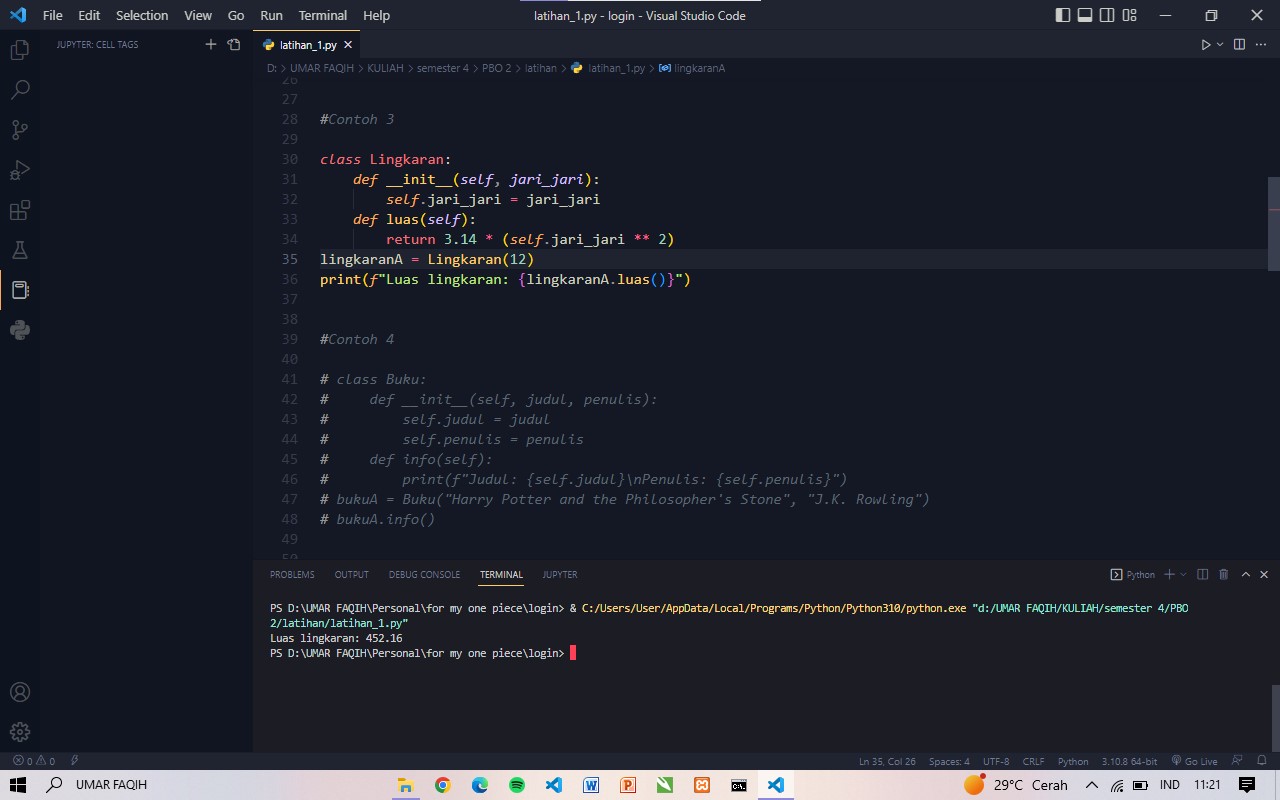 File Edit Selection View Go Run Terminal Help latihan_1.py - login - Visual Studio Code
JUPYTER: CELL TAGS
latihan_1.py
D: > UMAR FAQIH > KULIAH > semester 4 > PBO 2 > latihan > latihan_1.py > lingkaranA
26
27
28 #Contoh 3
29
30 class Lingkaran:
31     def __init__(self, jari_jari):
32         self.jari_jari = jari_jari
33     def luas(self):
34         return 3.14 * (self.jari_jari ** 2)
35 lingkaranA = Lingkaran(12)
36 print(f"Luas lingkaran: {lingkaranA.luas()}")
37
38
39 #Contoh 4
40
41 # class Buku:
42 #     def __init__(self, judul, penulis):
43 #         self.judul = judul
44 #         self.penulis = penulis
45 #     def info(self):
46 #         print(f"Judul: {self.judul}\nPenulis: {self.penulis}")
47 # bukuA = Buku("Harry Potter and the Philosopher's Stone", "J.K. Rowling")
48 # bukuA.info()
49
50
PROBLEMS OUTPUT DEBUG CONSOLE TERMINAL JUPYTER Python
PS D:\UMAR FAQIH\Personal\for my one piece\login> & C:/Users/User/AppData/Local/Programs/Python/Python310/python.exe "d:/UMAR FAQIH/KULIAH/semester 4/PBO
2/latihan/latihan_1.py"
Luas lingkaran: 452.16
PS D:\UMAR FAQIH\Personal\for my one piece\login>
0 0 Ln 35, Col 26 Spaces: 4 UTF-8 CRLF Python 3.10.8 64-bit Go Live
UMAR FAQIH 29°C Cerah IND 11:21